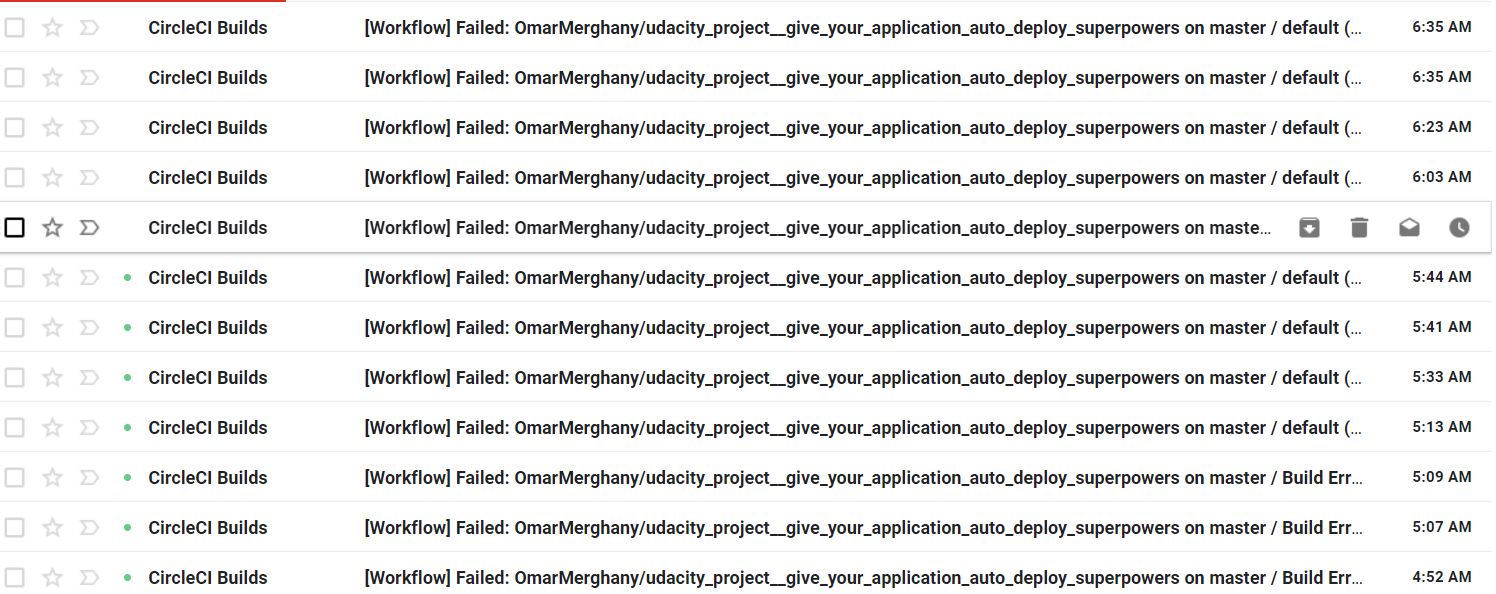 CircleCI Builds [Workflow] Failed: OmarMerghany/udacity_project__give_your_application_auto_deploy_superpowers on master / default (… 6:35 AM
CircleCI Builds [Workflow] Failed: OmarMerghany/udacity_project__give_your_application_auto_deploy_superpowers on master / default (… 6:35 AM
CircleCI Builds [Workflow] Failed: OmarMerghany/udacity_project__give_your_application_auto_deploy_superpowers on master / default (… 6:23 AM
CircleCI Builds [Workflow] Failed: OmarMerghany/udacity_project__give_your_application_auto_deploy_superpowers on master / default (… 6:03 AM
CircleCI Builds [Workflow] Failed: OmarMerghany/udacity_project__give_your_application_auto_deploy_superpowers on maste…
CircleCI Builds [Workflow] Failed: OmarMerghany/udacity_project__give_your_application_auto_deploy_superpowers on master / default (… 5:44 AM
CircleCI Builds [Workflow] Failed: OmarMerghany/udacity_project__give_your_application_auto_deploy_superpowers on master / default (… 5:41 AM
CircleCI Builds [Workflow] Failed: OmarMerghany/udacity_project__give_your_application_auto_deploy_superpowers on master / default (… 5:33 AM
CircleCI Builds [Workflow] Failed: OmarMerghany/udacity_project__give_your_application_auto_deploy_superpowers on master / default (… 5:13 AM
CircleCI Builds [Workflow] Failed: OmarMerghany/udacity_project__give_your_application_auto_deploy_superpowers on master / Build Err… 5:09 AM
CircleCI Builds [Workflow] Failed: OmarMerghany/udacity_project__give_your_application_auto_deploy_superpowers on master / Build Err… 5:07 AM
CircleCI Builds [Workflow] Failed: OmarMerghany/udacity_project__give_your_application_auto_deploy_superpowers on master / Build Err… 4:52 AM